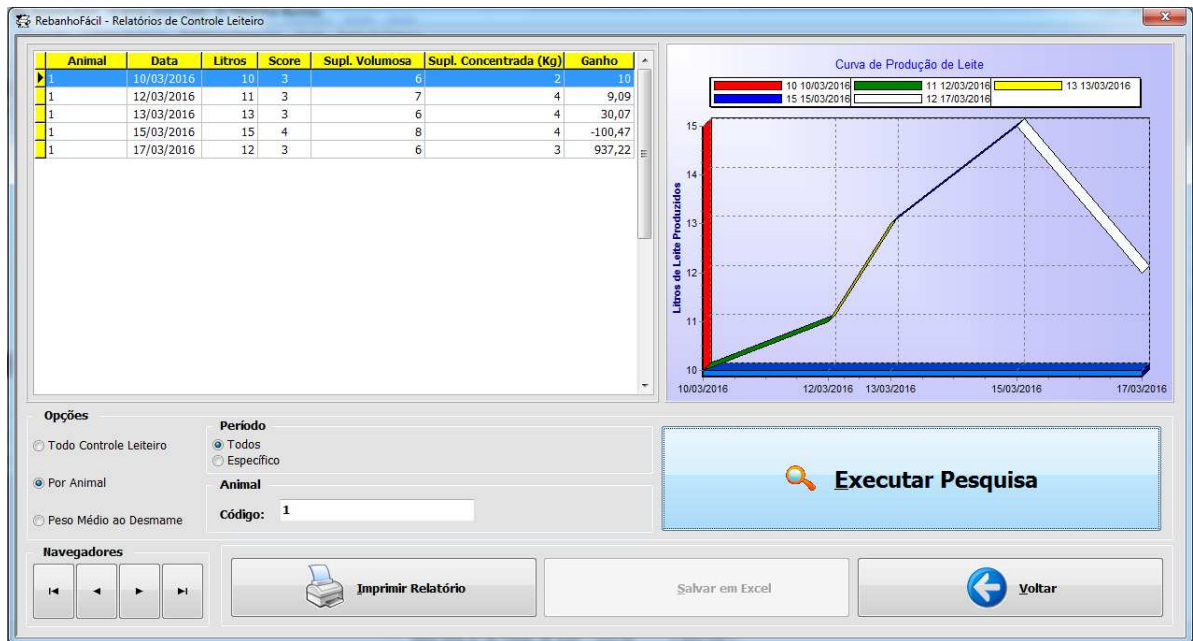 RebanhoFácil - Relatórios de Controle Leiteiro
Animal Data Litros Score Supl. Volumosa Supl. Concentrada (Kg) Ganho
1 10/03/2016 10 3 6 2 10
1 12/03/2016 11 3 7 4 9,09
1 13/03/2016 13 3 6 4 30,07
1 15/03/2016 15 4 8 4 -100,47
1 17/03/2016 12 3 6 3 937,22
Curva de Produção de Leite
10 10/03/2016 11 12/03/2016 13 13/03/2016
15 15/03/2016 12 17/03/2016
Litros de Leite Produzidos
15
14
13
12
11
10
10/03/2016 12/03/2016 13/03/2016 15/03/2016 17/03/2016
Opções
Todo Controle Leiteiro
Por Animal
Peso Médio ao Desmame
Período
Todos
Específico
Animal
Código: 1
Executar Pesquisa
Navegadores
Imprimir Relatório
Salvar em Excel
Voltar